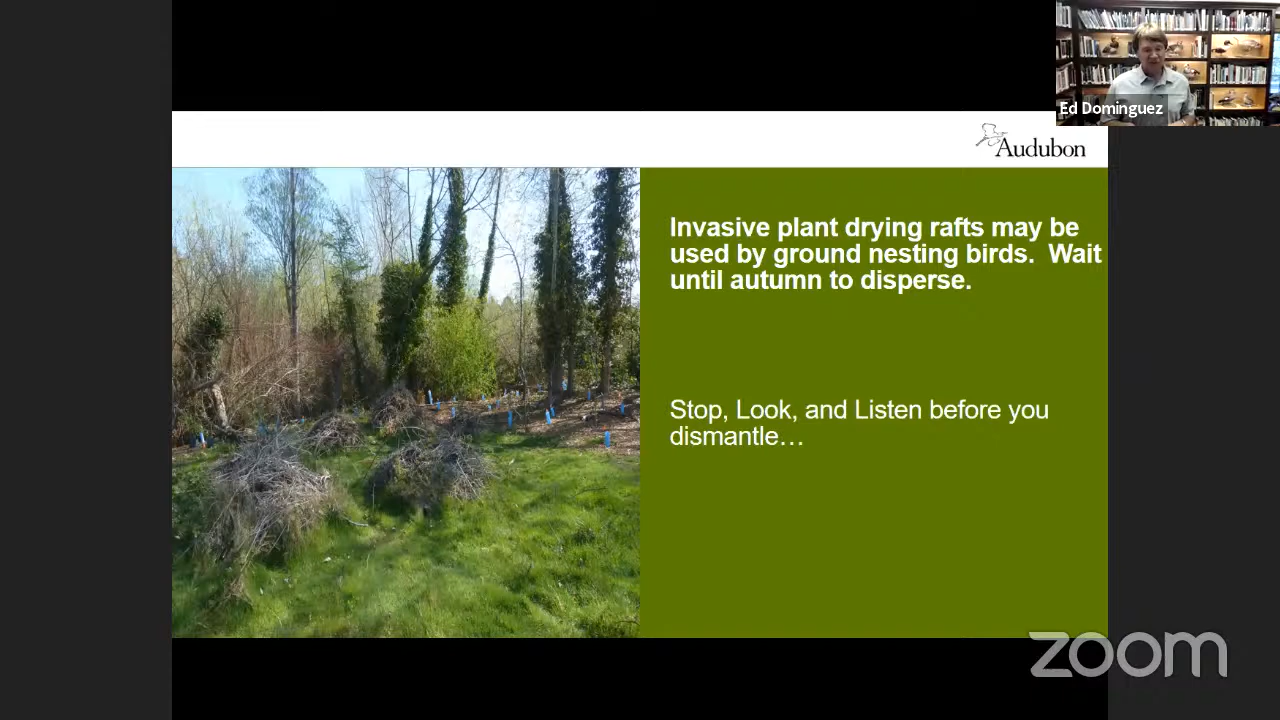 Ed Dominguez
Audubon
Invasive plant drying rafts may be
used by ground nesting birds.  Wait
until autumn to disperse.
Stop, Look, and Listen before you
dismantle…
zoom